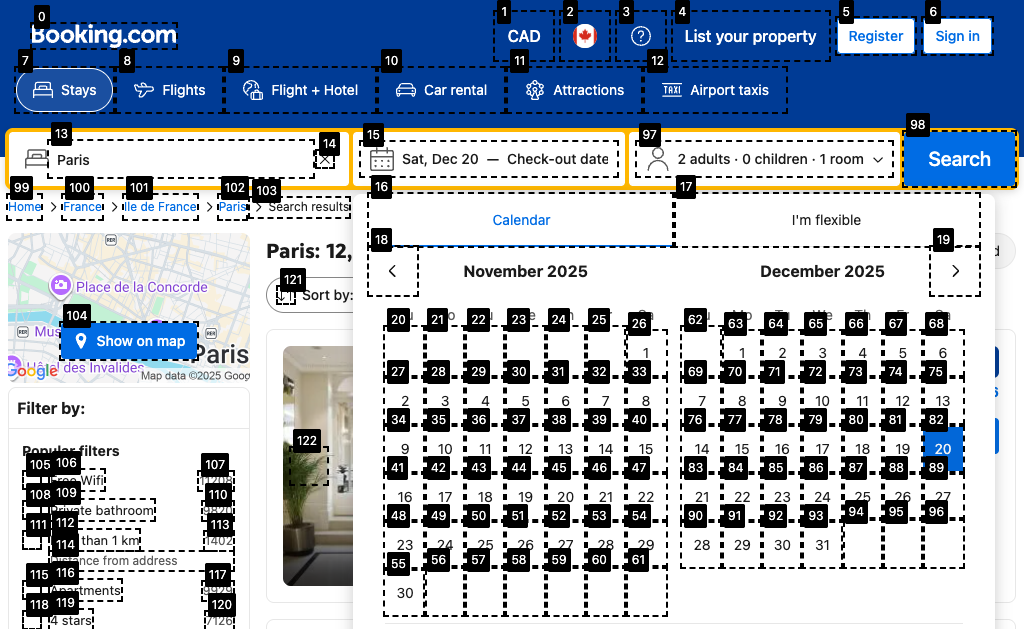 0 1 2 3 4 5 6
Booking.com CAD List your property Register Sign in
7 8 9 10 11 12
Stays Flights Flight + Hotel Car rental Attractions Airport taxis
13 14 15 97 98
Paris Sat, Dec 20 — Check-out date 2 adults · 0 children · 1 room Search
99 100 101 102 103 16 17
Home France Ile de France Paris Search results
Calendar I'm flexible
18 19
Paris: 12,
November 2025 December 2025
121
Sort by:
Place de la Concorde
104
Show on map
Paris
Google des Invalides
Map data ©2025 Goog
20 21 22 23 24 25 26 62 63 64 65 66 67 68
1 1 2 3 4 5 6
27 28 29 30 31 32 33 69 70 71 72 73 74 75
2 3 4 5 6 7 8 7 8 9 10 11 12 13
34 35 36 37 38 39 40 76 77 78 79 80 81 82
9 10 11 12 13 14 15 14 15 16 17 18 19 20
41 42 43 44 45 46 47 83 84 85 86 87 88 89
16 17 18 19 20 21 22 21 22 23 24 25 26 27
48 49 50 51 52 53 54 90 91 92 93 94 95 96
23 24 25 26 27 28 29 28 29 30 31
55 56 57 58 59 60 61
30
Filter by:
Popular filters
122
105 106 107
Free Wifi
108 109 110
Private bathroom
111 112 113
than 1 km 1402
114
Distance from address
115 116 117
Apartments
118 119 120
4 stars 7126